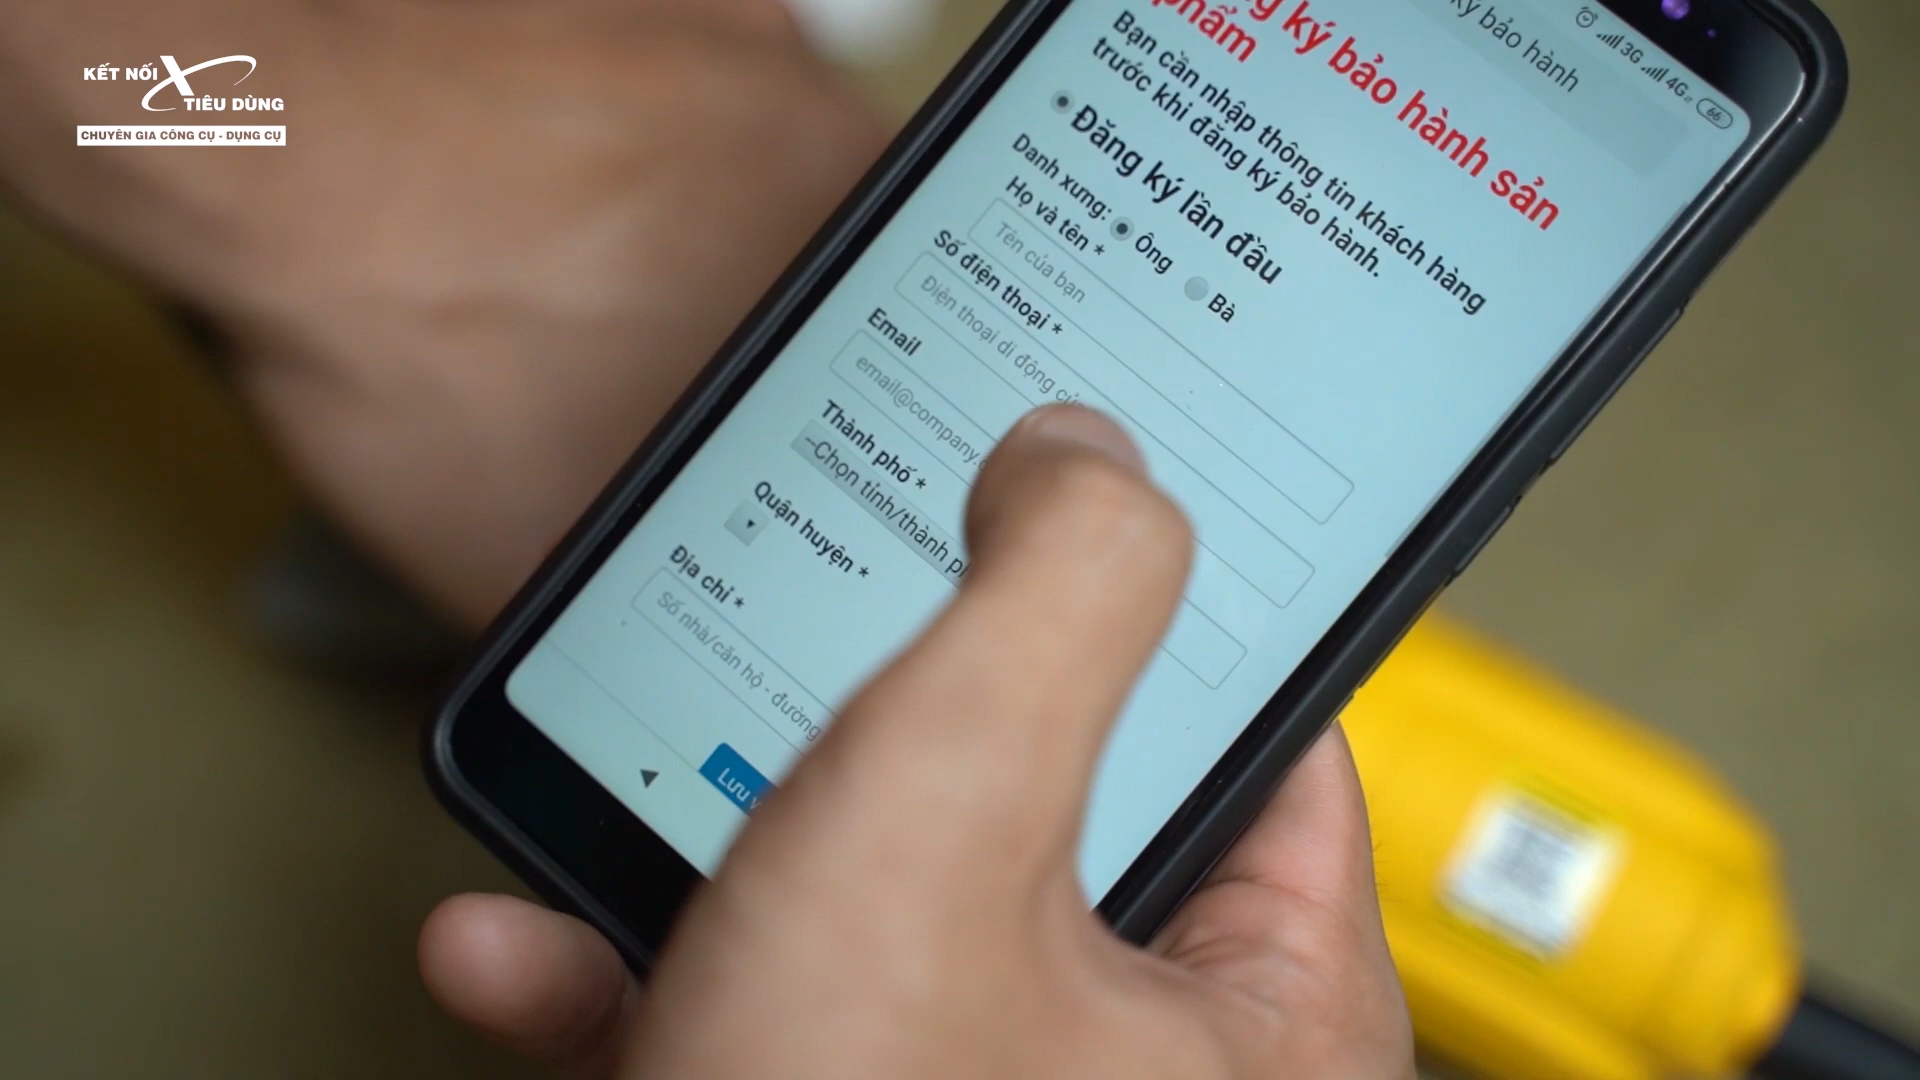 KẾT NỐI
TIÊU DÙNG
CHUYÊN GIA CÔNG CỤ - DỤNG CỤ
ký bảo hành
3G
4G
66
ký bảo hành sản
phẩm
Bạn cần nhập thông tin khách hàng
trước khi đăng ký bảo hành.
Đăng ký lần đầu
Danh xưng: Ông Bà
Họ và tên *
Tên của bạn
Số điện thoại *
Điện thoại di động
Email
email@company.
Thành phố *
--Chọn tỉnh/thành
Quận huyện *
Địa chỉ *
Số nhà/căn hộ - đường
Lưu